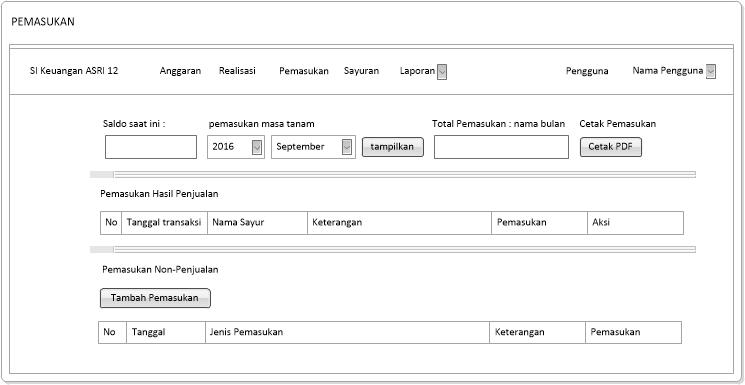 PEMASUKAN
SI Keuangan ASRI 12 Anggaran Realisasi Pemasukan Sayuran Laporan Pengguna Nama Pengguna
Saldo saat ini : pemasukan masa tanam Total Pemasukan : nama bulan Cetak Pemasukan
2016 September tampilkan Cetak PDF
Pemasukan Hasil Penjualan
No Tanggal transaksi Nama Sayur Keterangan Pemasukan Aksi
Pemasukan Non-Penjualan
Tambah Pemasukan
No Tanggal Jenis Pemasukan Keterangan Pemasukan